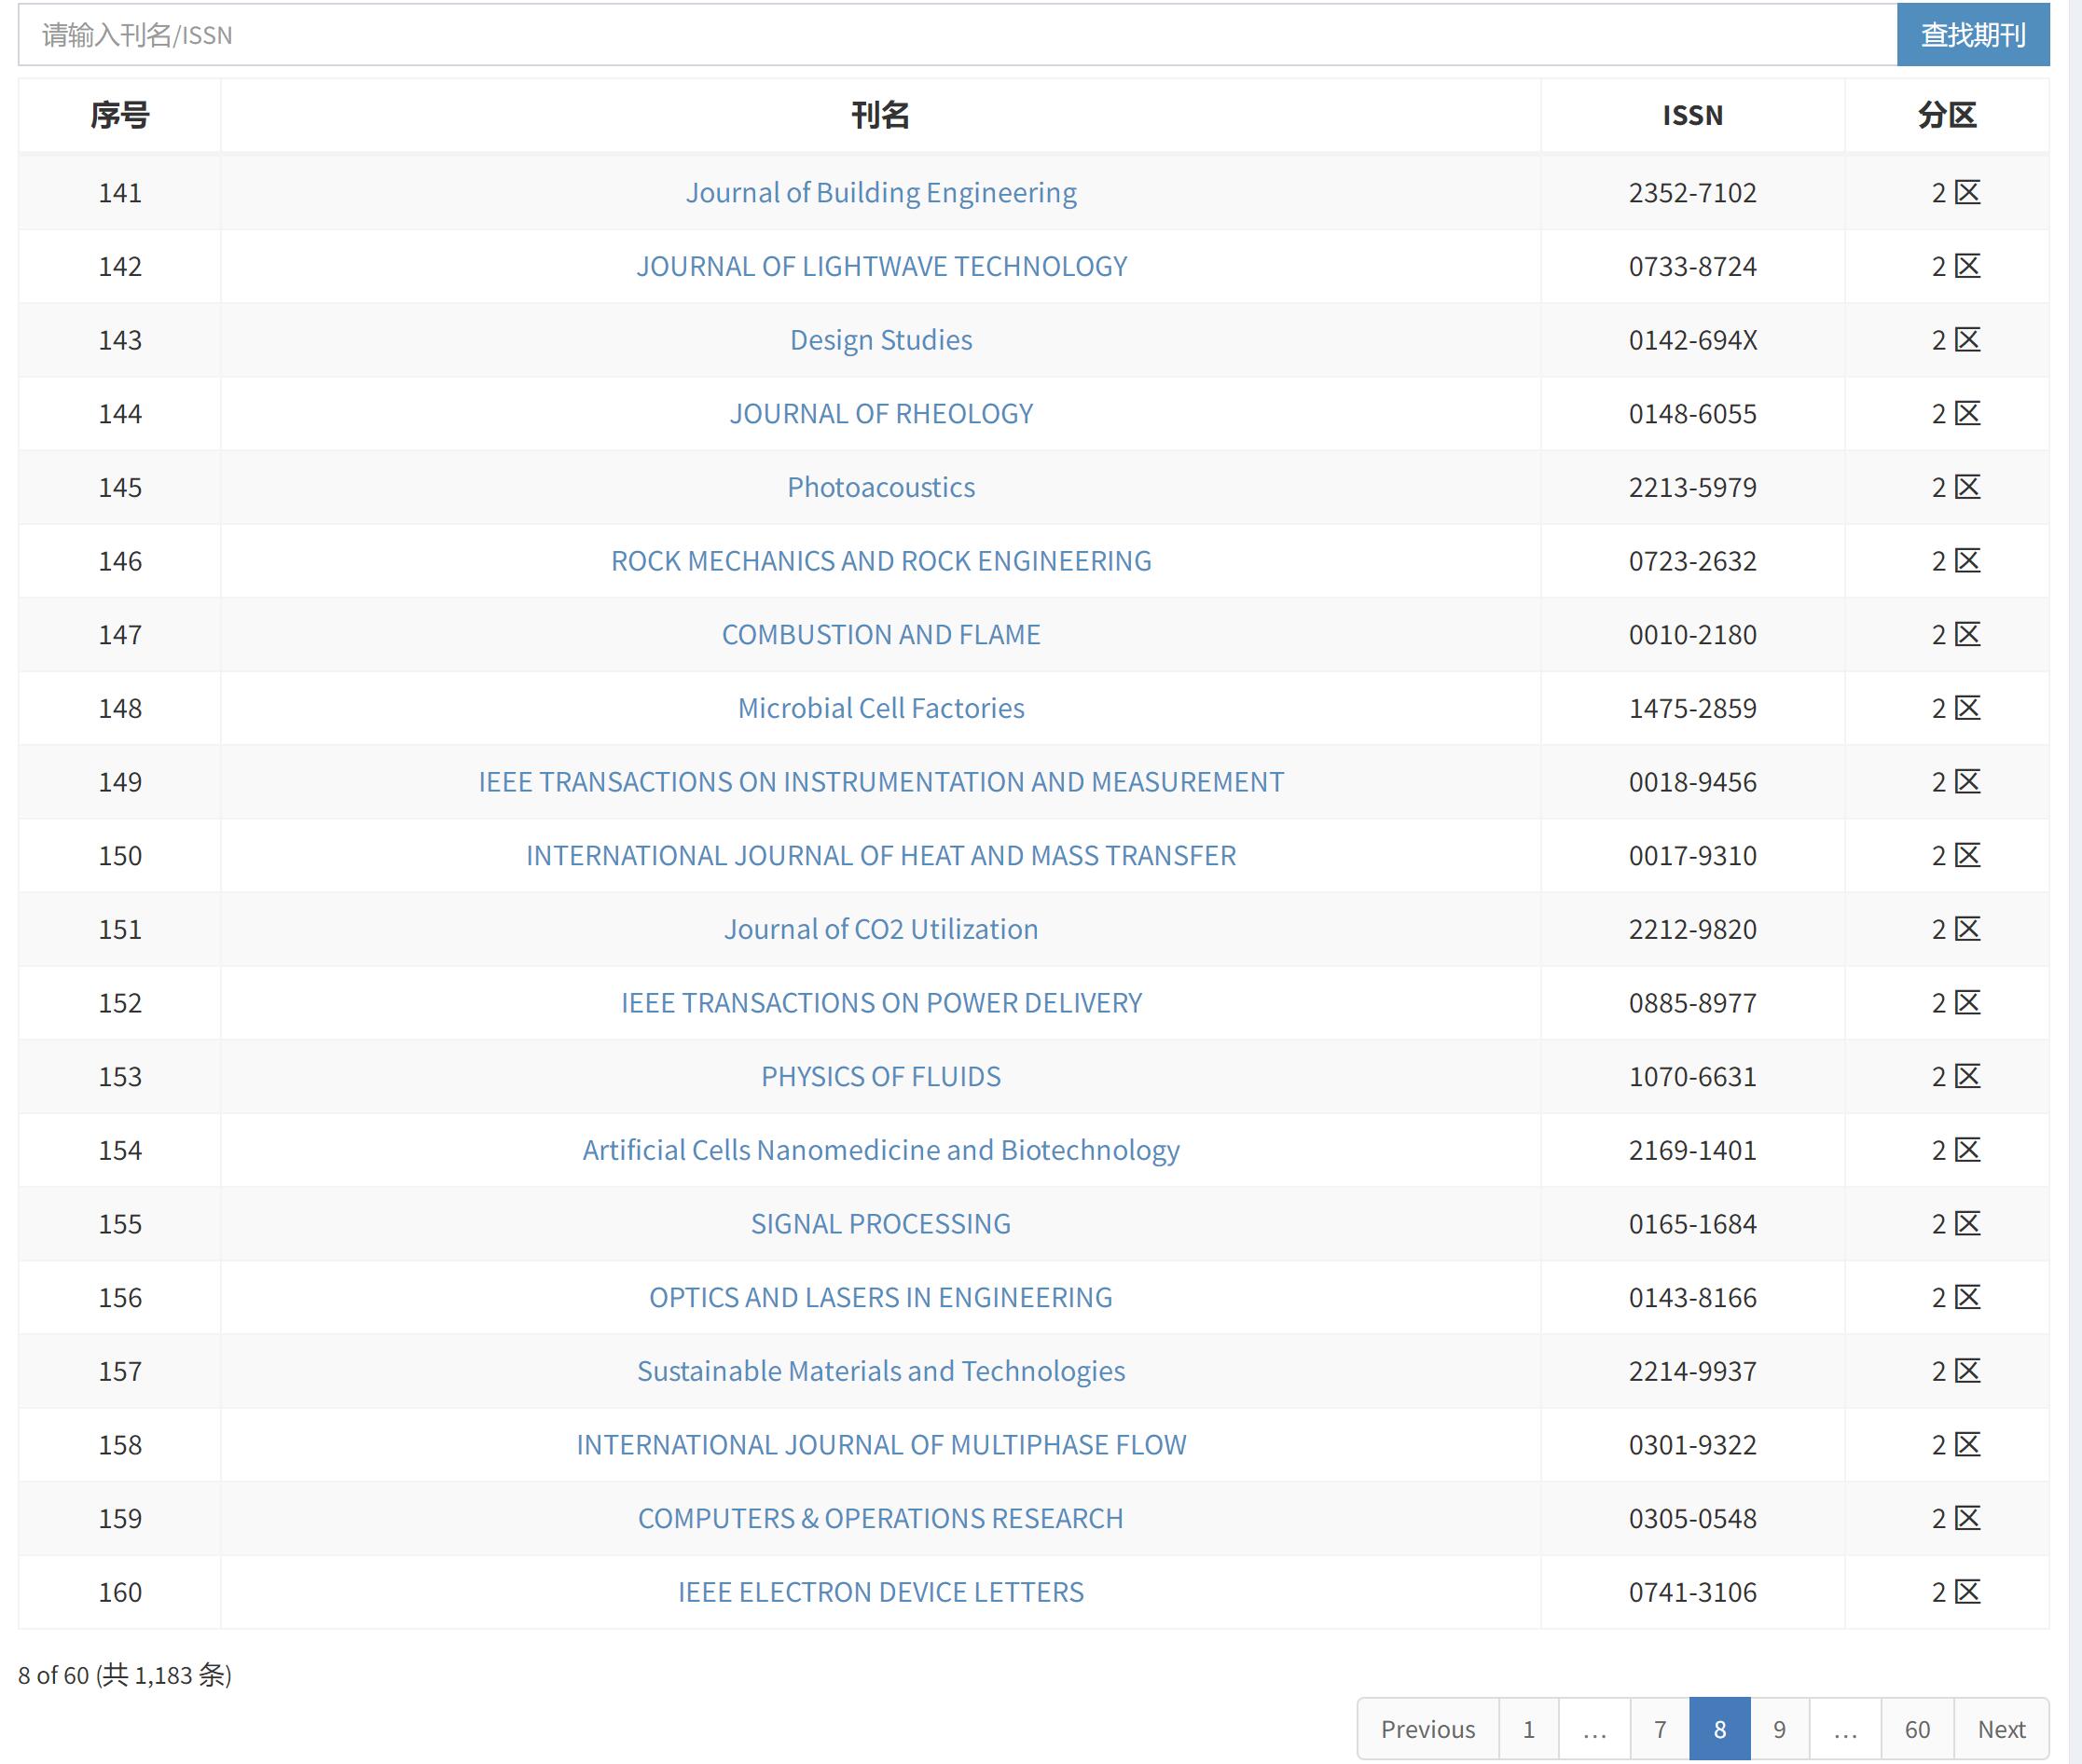 请输入刊名/ISSN 查找期刊
序号 刊名 ISSN 分区
141 Journal of Building Engineering 2352-7102 2 区
142 JOURNAL OF LIGHTWAVE TECHNOLOGY 0733-8724 2 区
143 Design Studies 0142-694X 2 区
144 JOURNAL OF RHEOLOGY 0148-6055 2 区
145 Photoacoustics 2213-5979 2 区
146 ROCK MECHANICS AND ROCK ENGINEERING 0723-2632 2 区
147 COMBUSTION AND FLAME 0010-2180 2 区
148 Microbial Cell Factories 1475-2859 2 区
149 IEEE TRANSACTIONS ON INSTRUMENTATION AND MEASUREMENT 0018-9456 2 区
150 INTERNATIONAL JOURNAL OF HEAT AND MASS TRANSFER 0017-9310 2 区
151 Journal of CO2 Utilization 2212-9820 2 区
152 IEEE TRANSACTIONS ON POWER DELIVERY 0885-8977 2 区
153 PHYSICS OF FLUIDS 1070-6631 2 区
154 Artificial Cells Nanomedicine and Biotechnology 2169-1401 2 区
155 SIGNAL PROCESSING 0165-1684 2 区
156 OPTICS AND LASERS IN ENGINEERING 0143-8166 2 区
157 Sustainable Materials and Technologies 2214-9937 2 区
158 INTERNATIONAL JOURNAL OF MULTIPHASE FLOW 0301-9322 2 区
159 COMPUTERS & OPERATIONS RESEARCH 0305-0548 2 区
160 IEEE ELECTRON DEVICE LETTERS 0741-3106 2 区
8 of 60 (共 1,183 条)
Previous 1 … 7 8 9 … 60 Next